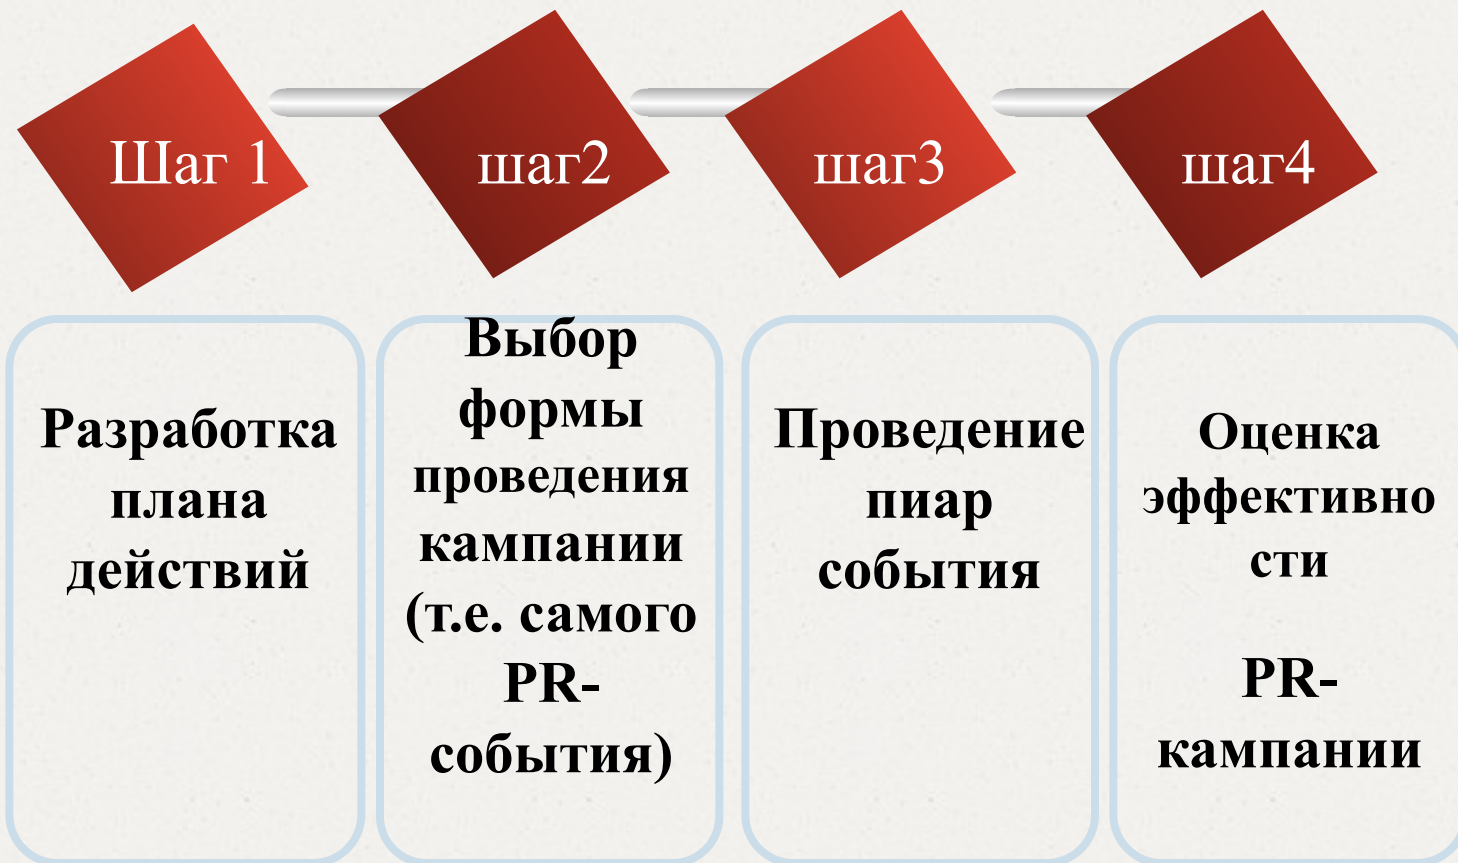 Шаг 1
шаг2
шаг3
шаг4
Разработка
плана
действий
Выбор
формы
проведения
кампании
(т.е. самого
PR-
события)
Проведение
пиар
события
Оценка
эффективно
сти
PR-
кампании